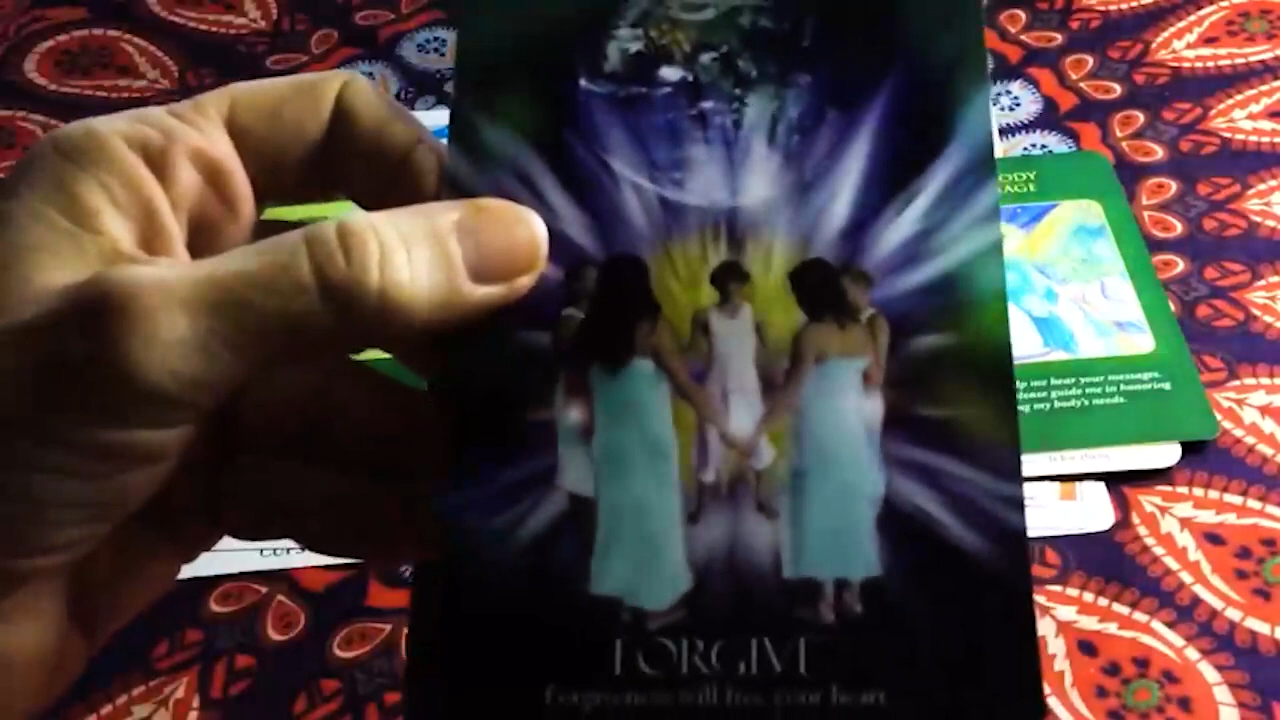 ODY
AGE
lp me hear your messages.
lease guide me in honoring
ng my body's needs.
CUPS
FORGIVE
Forgiveness will free your heart